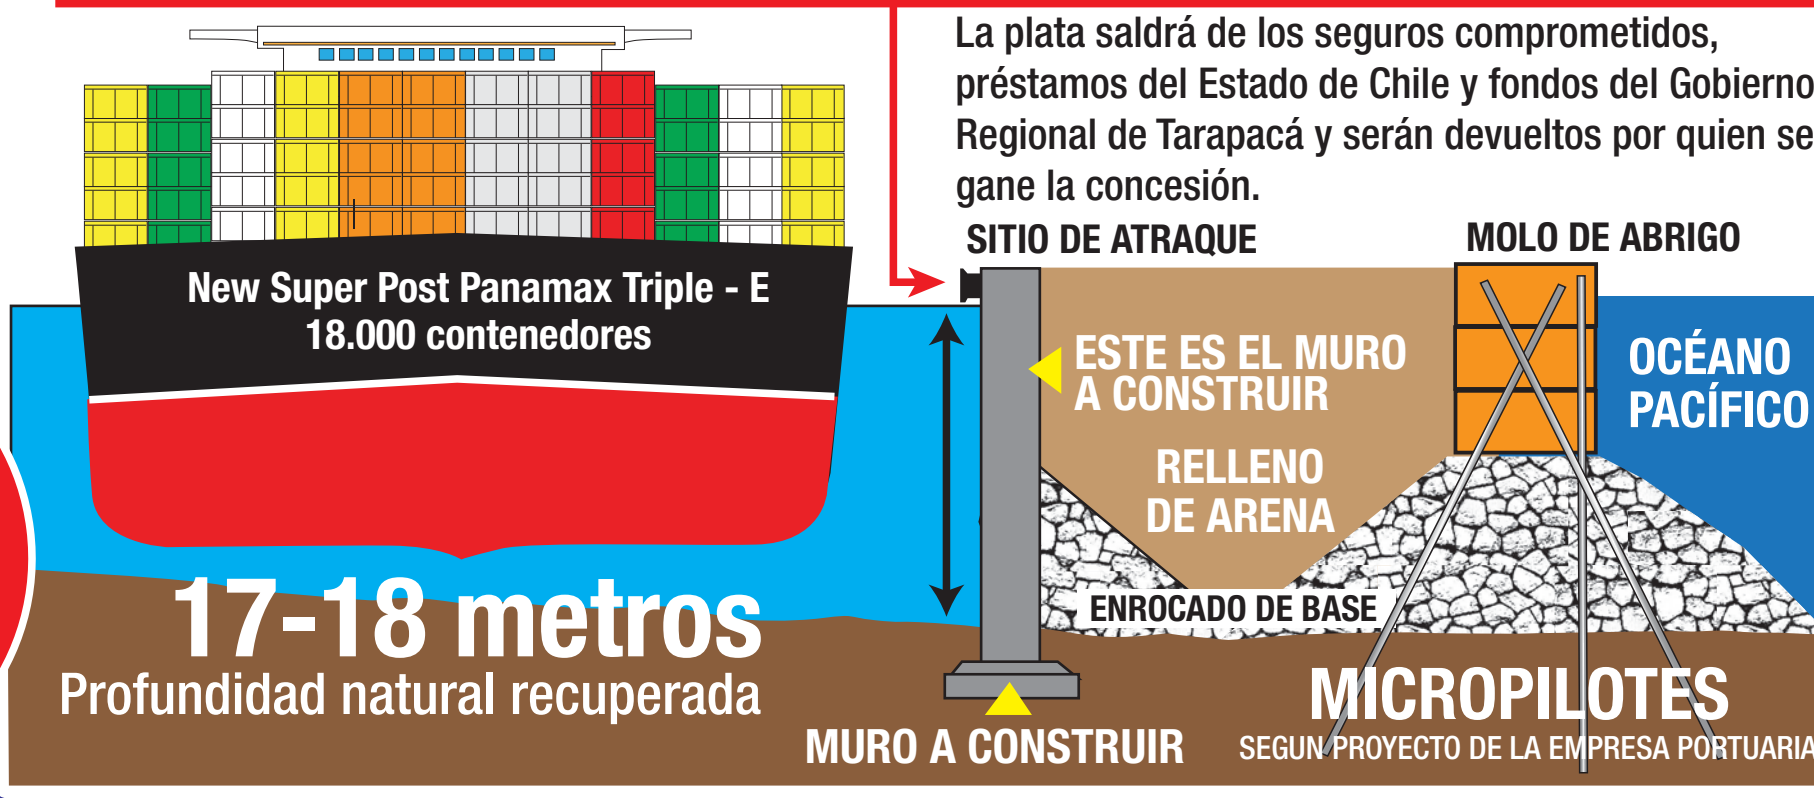 La plata saldrá de los seguros comprometidos,
préstamos del Estado de Chile y fondos del Gobierno
Regional de Tarapacá y serán devueltos por quien se
gane la concesión.
SITIO DE ATRAQUE
MOLO DE ABRIGO
New Super Post Panamax Triple - E
18.000 contenedores
ESTE ES EL MURO
A CONSTRUIR
OCÉANO
PACÍFICO
RELLENO
DE ARENA
ENROCADO DE BASE
17-18 metros
Profundidad natural recuperada
MURO A CONSTRUIR
MICROPILOTES
SEGUN PROYECTO DE LA EMPRESA PORTUARIA